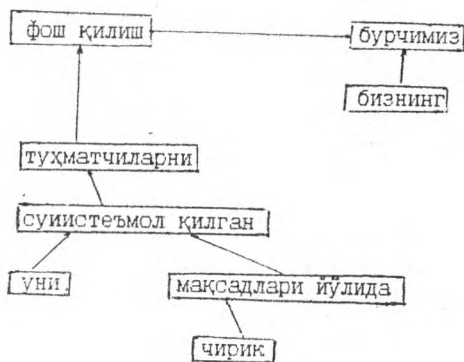 фош қилиш
бурчимиз
бизнинг
туҳматчиларни
суиистеъмол қилган
уни
мақсадлари йўлида
чирик